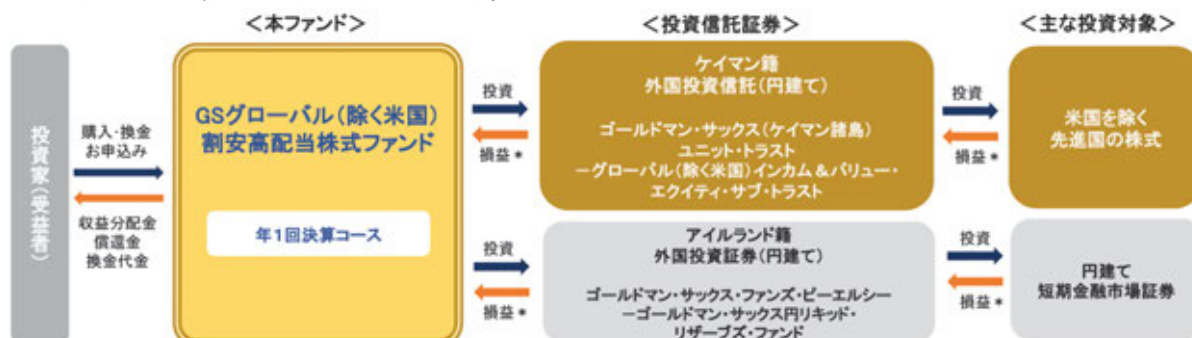 <本ファンド>
<投資信託証券>
<主な投資対象>
投資家(受益者)
購入・換金
お申込み
収益分配金
償還金
換金代金
GSグローバル(除く米国)
割安高配当株式ファンド
年1回決算コース
投資
損益*
投資
損益*
ケイマン籍
外国投資信託(円建て)
ゴールドマン・サックス(ケイマン諸島)
ユニット・トラスト
-グローバル(除く米国)インカム&バリュー・
エクイティ・サブ・トラスト
アイルランド籍
外国投資証券(円建て)
ゴールドマン・サックス・ファンズ・ピーエルシー
-ゴールドマン・サックス円リキッド・
リザーブズ・ファンド
投資
損益*
投資
損益*
米国を除く
先進国の株式
円建て
短期金融市場証券